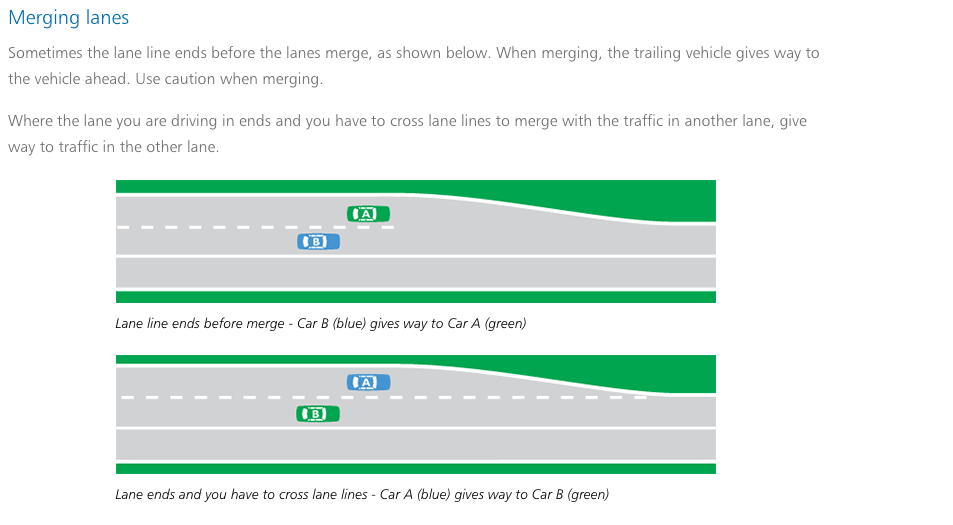 Merging lanes
Sometimes the lane line ends before the lanes merge, as shown below. When merging, the trailing vehicle gives way to
the vehicle ahead. Use caution when merging.
Where the lane you are driving in ends and you have to cross lane lines to merge with the traffic in another lane, give
way to traffic in the other lane.
A
B
Lane line ends before merge - Car B (blue) gives way to Car A (green)
A
B
Lane ends and you have to cross lane lines - Car A (blue) gives way to Car B (green)